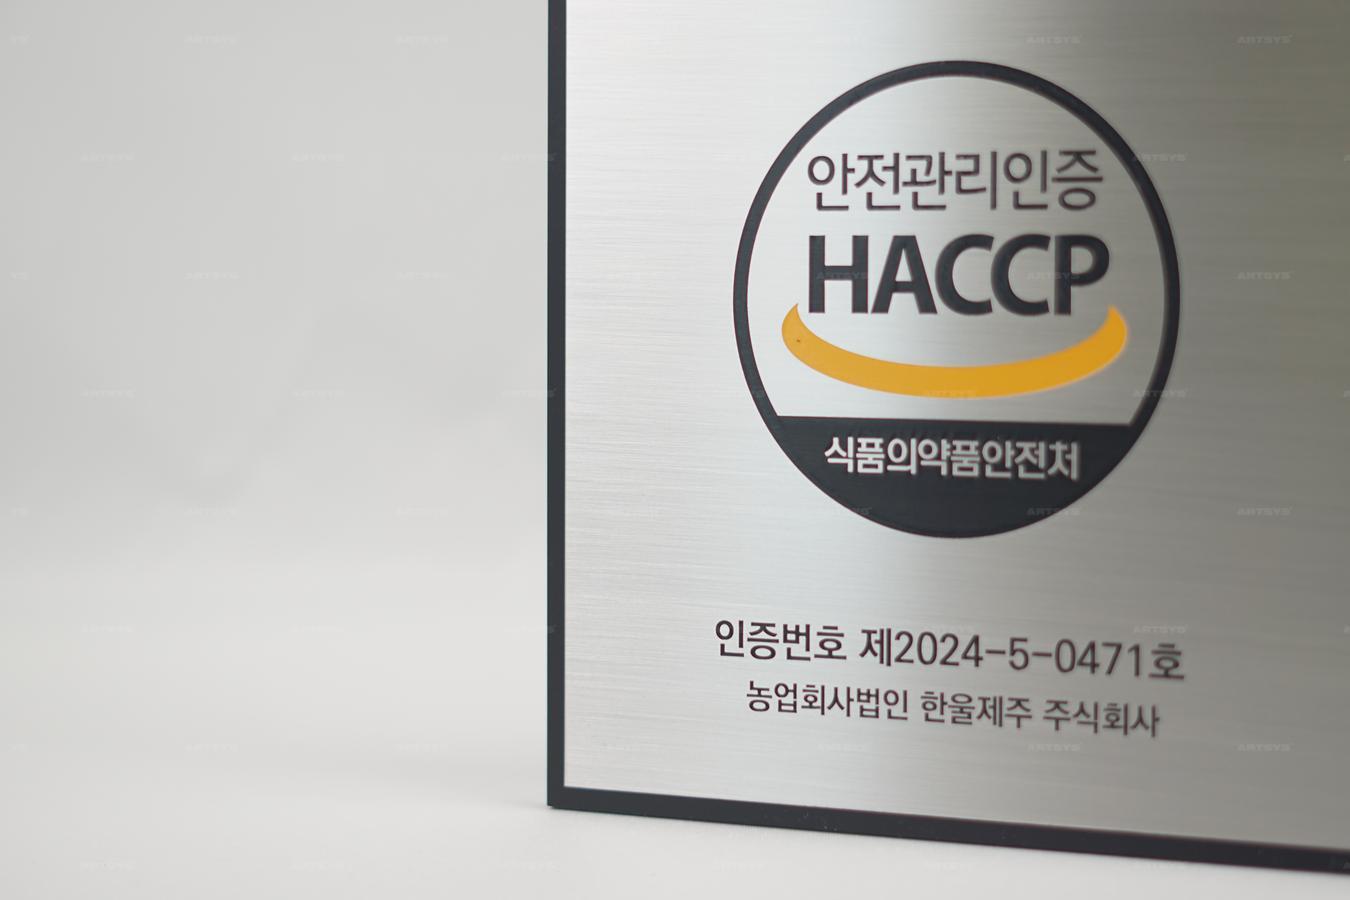 안전관리인증
HACCP
식품의약품안전처
인증번호 제2024-5-0471호
농업회사법인 한울제주 주식회사
ARTSYS